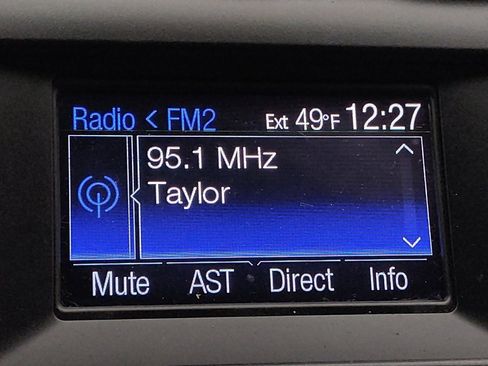 Radio < FM2 Ext 49°F 12:27
95.1 MHz
Taylor
Mute AST Direct Info